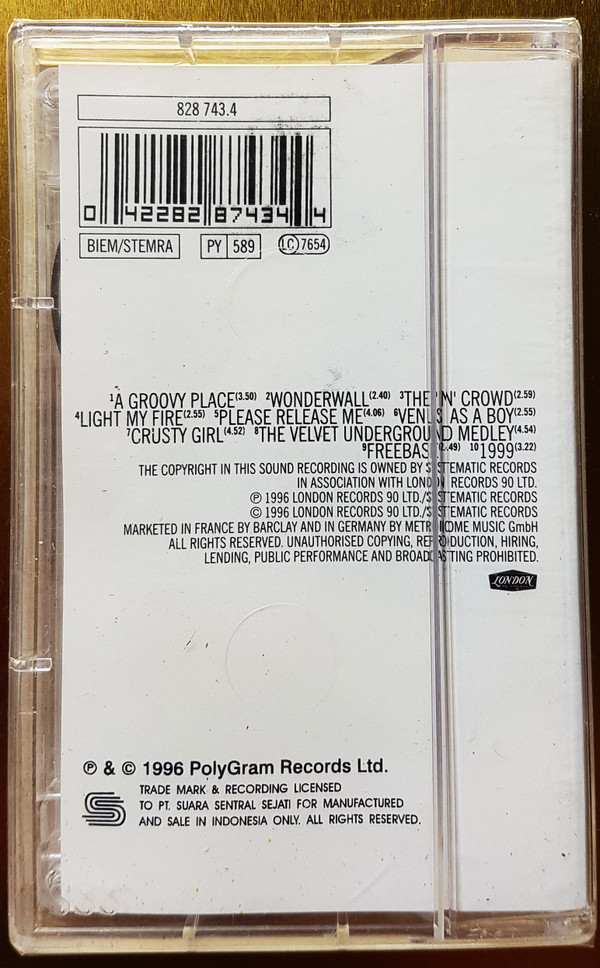 828 743.4
0 42282 87434 4
BIEM/STEMRA PY 589 LC 7654
1A GROOVY PLACE(3.50) 2WONDERWALL(2.40) 3THE 'IN' CROWD(2.59)
4LIGHT MY FIRE(2.55) 5PLEASE RELEASE ME(4.06) 6VENUS AS A BOY(2.55)
7CRUSTY GIRL(4.52) 8THE VELVET UNDERGROUND MEDLEY(4.54)
9FREEBASE(2.49) 101999(3.22)
THE COPYRIGHT IN THIS SOUND RECORDING IS OWNED BY SYSTEMATIC RECORDS
IN ASSOCIATION WITH LONDON RECORDS 90 LTD.
℗ 1996 LONDON RECORDS 90 LTD./SYSTEMATIC RECORDS
© 1996 LONDON RECORDS 90 LTD./SYSTEMATIC RECORDS
MARKETED IN FRANCE BY BARCLAY AND IN GERMANY BY METRONOME MUSIC GmbH
ALL RIGHTS RESERVED. UNAUTHORISED COPYING, REPRODUCTION, HIRING,
LENDING, PUBLIC PERFORMANCE AND BROADCASTING PROHIBITED.
LONDON
℗ & © 1996 PolyGram Records Ltd.
TRADE MARK & RECORDING LICENSED
TO PT. SUARA SENTRAL SEJATI FOR MANUFACTURED
AND SALE IN INDONESIA ONLY. ALL RIGHTS RESERVED.